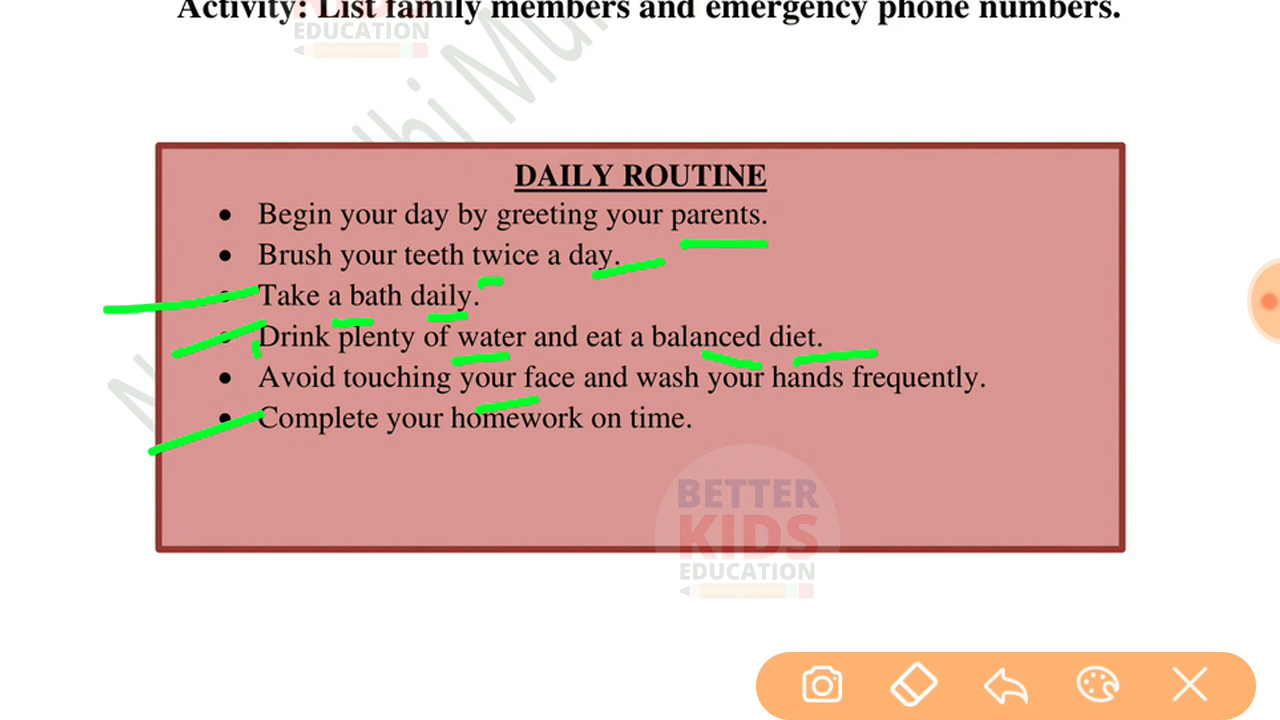 Activity: List family members and emergency phone numbers.
EDUCATION
DAILY ROUTINE
• Begin your day by greeting your parents.
• Brush your teeth twice a day.
• Take a bath daily.
• Drink plenty of water and eat a balanced diet.
• Avoid touching your face and wash your hands frequently.
• Complete your homework on time.
BETTER
KIDS
EDUCATION